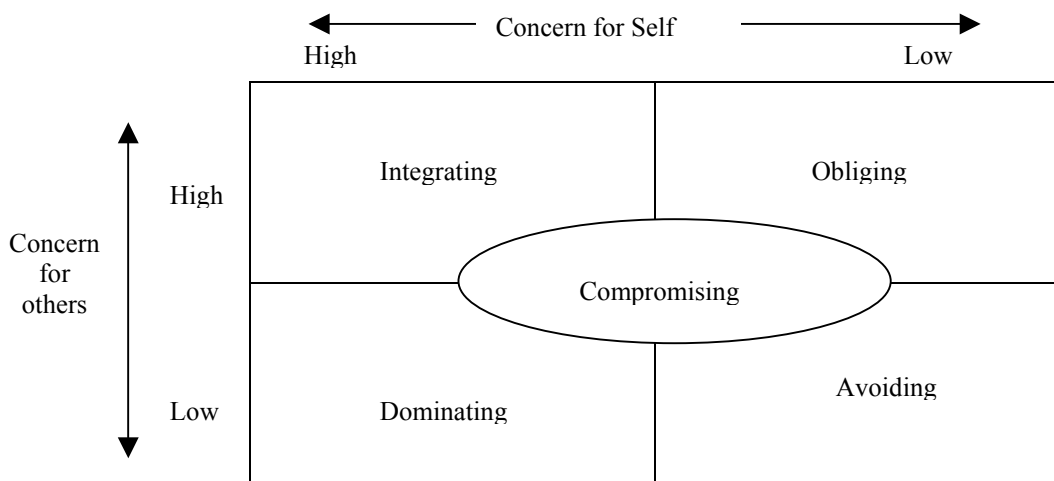 Concern for Self
High
Low
Integrating
Obliging
High
Concern
for
others
Compromising
Avoiding
Low
Dominating